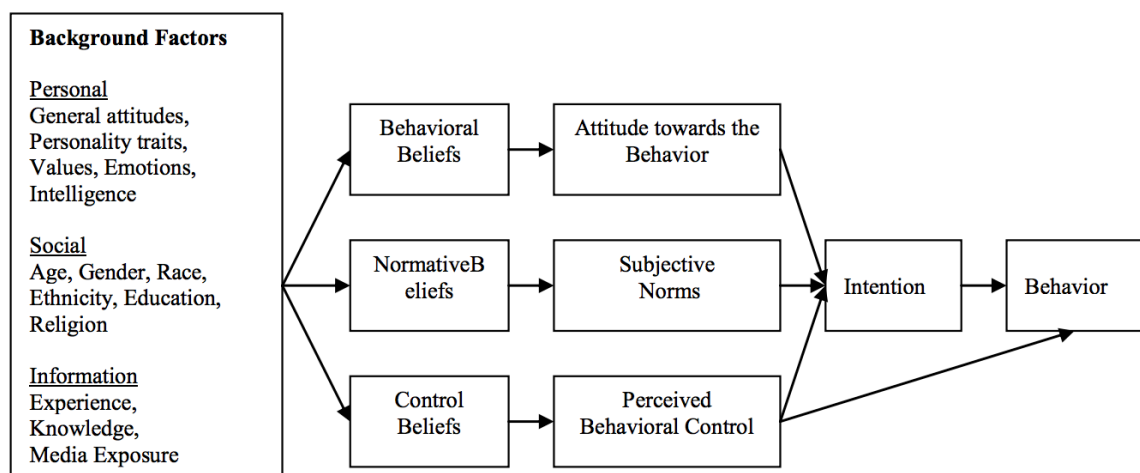 Background Factors
Personal
General attitudes,
Personality traits,
Values, Emotions,
Intelligence
Social
Age, Gender, Race,
Ethnicity, Education,
Religion
Information
Experience,
Knowledge,
Media Exposure
Behavioral
Beliefs
NormativeB
eliefs
Control
Beliefs
Attitude towards the
Behavior
Subjective
Norms
Perceived
Behavioral Control
Intention
Behavior